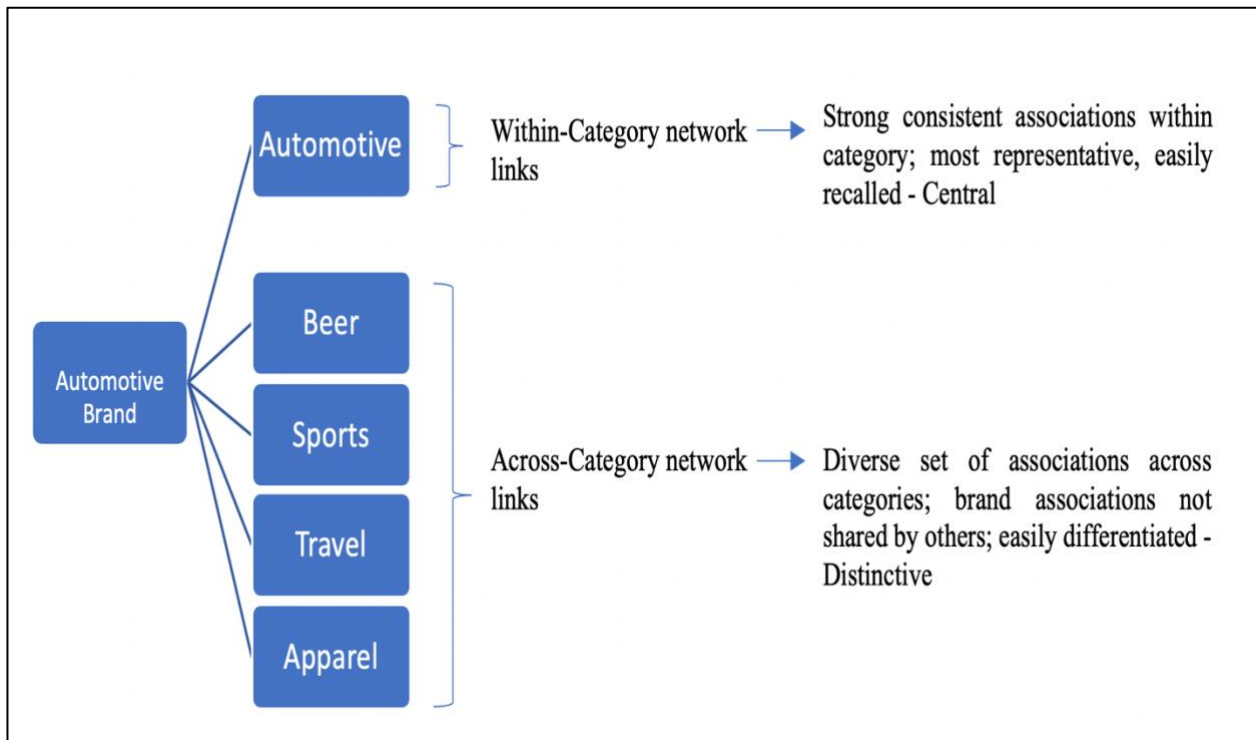 Automotive
Brand
Automotive
Within-Category network
links
Strong consistent associations within
category; most representative, easily
recalled - Central
Beer
Sports
Travel
Apparel
Across-Category network
links
Diverse set of associations across
categories; brand associations not
shared by others; easily differentiated -
Distinctive